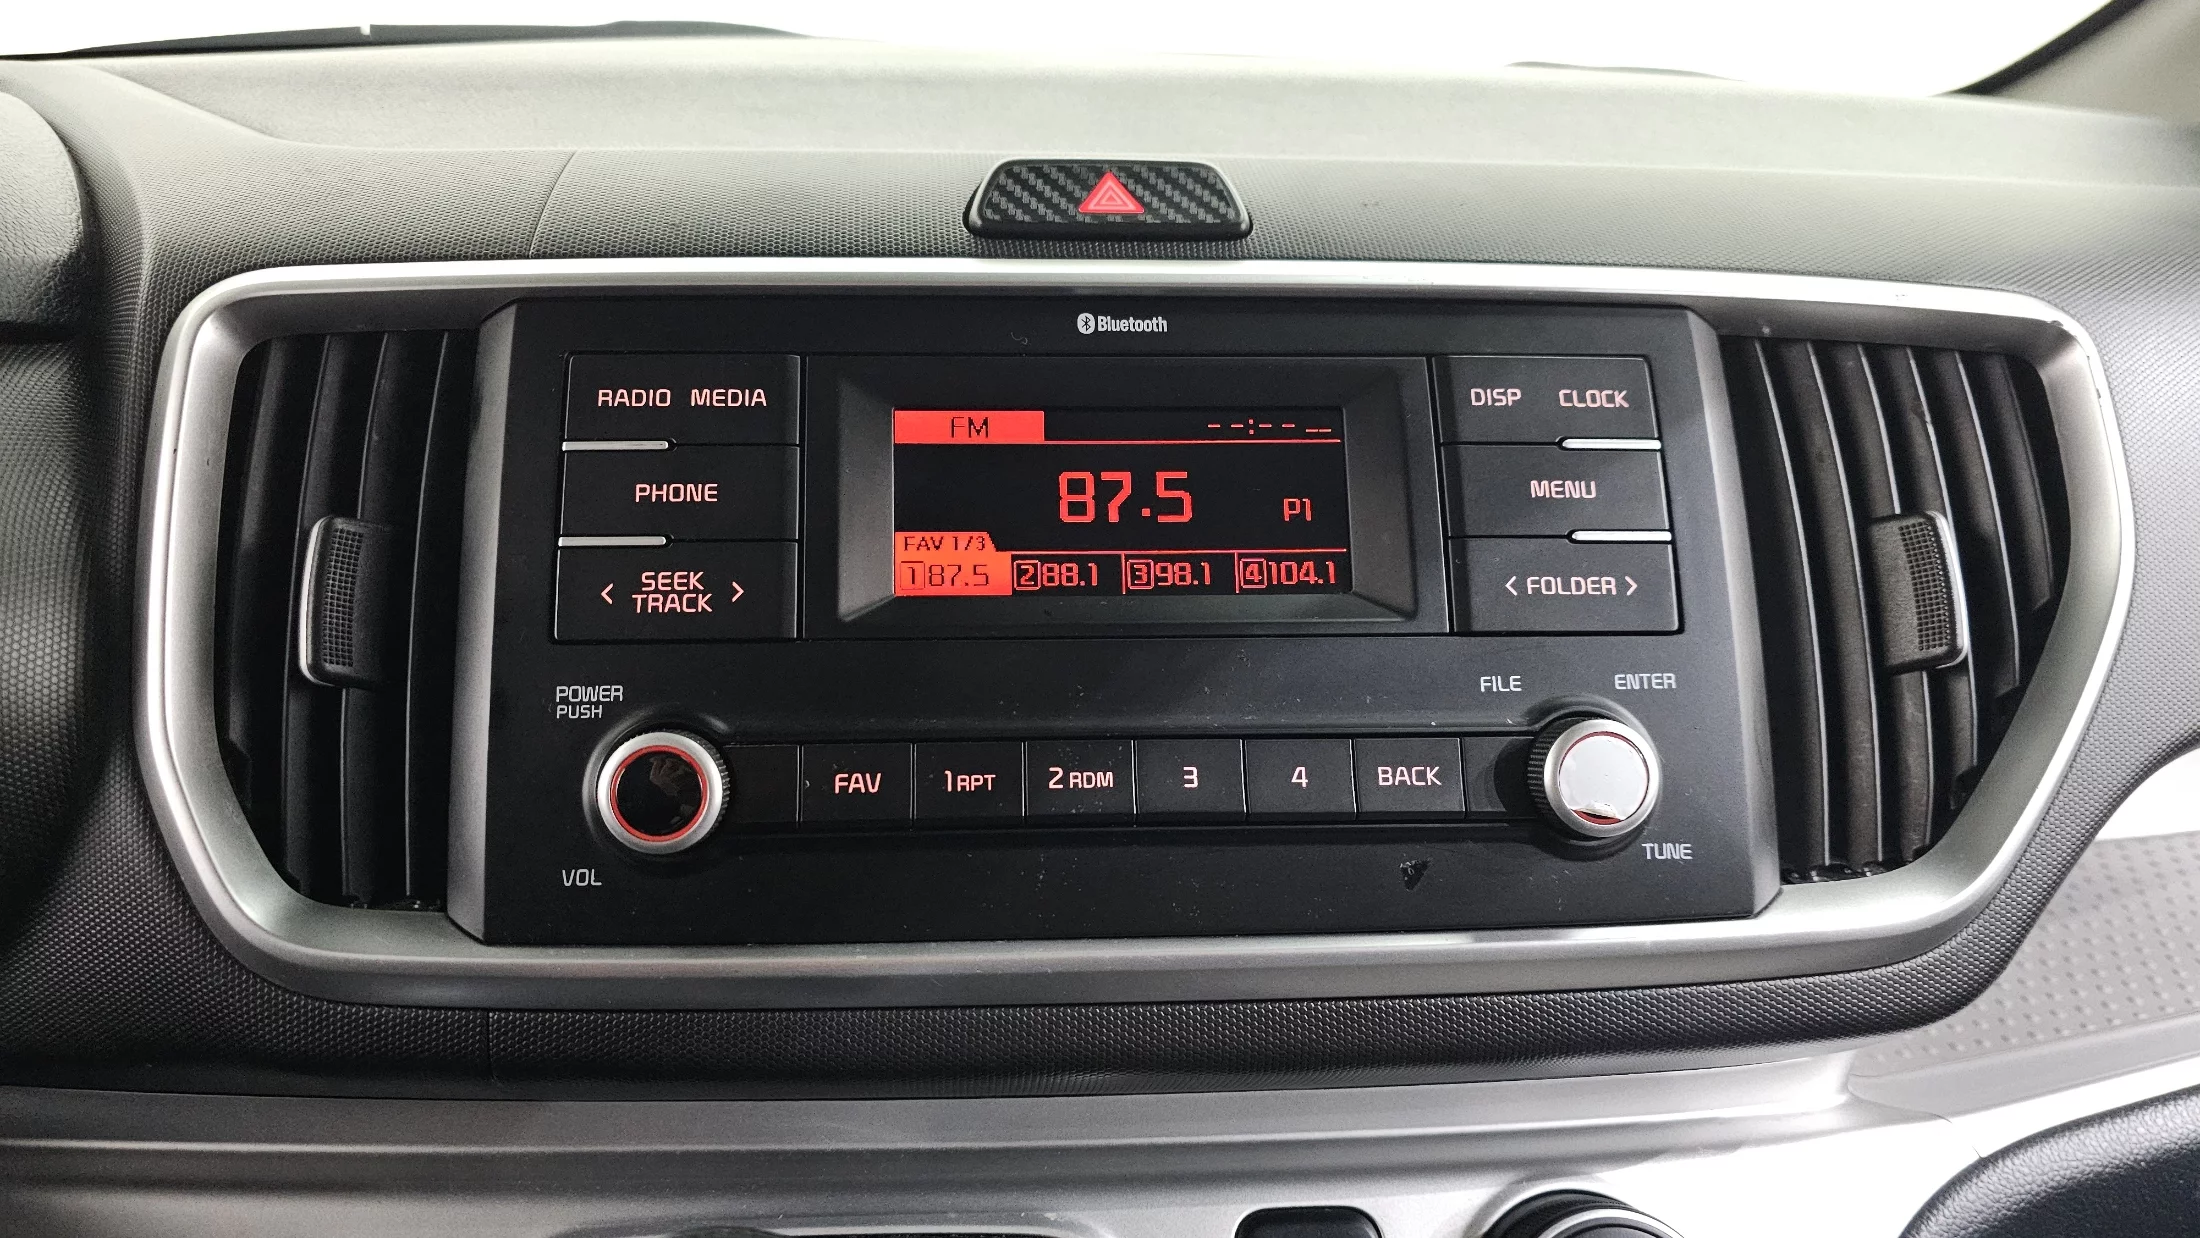 Bluetooth
RADIO MEDIA
PHONE
< SEEK TRACK >
FM --:-- --
87.5 P1
FAV 1/3
1 87.5 2 88.1 3 98.1 4 104.1
DISP CLOCK
MENU
< FOLDER >
POWER
PUSH
VOL
FAV 1 RPT 2 RDM 3 4 BACK
FILE ENTER
TUNE